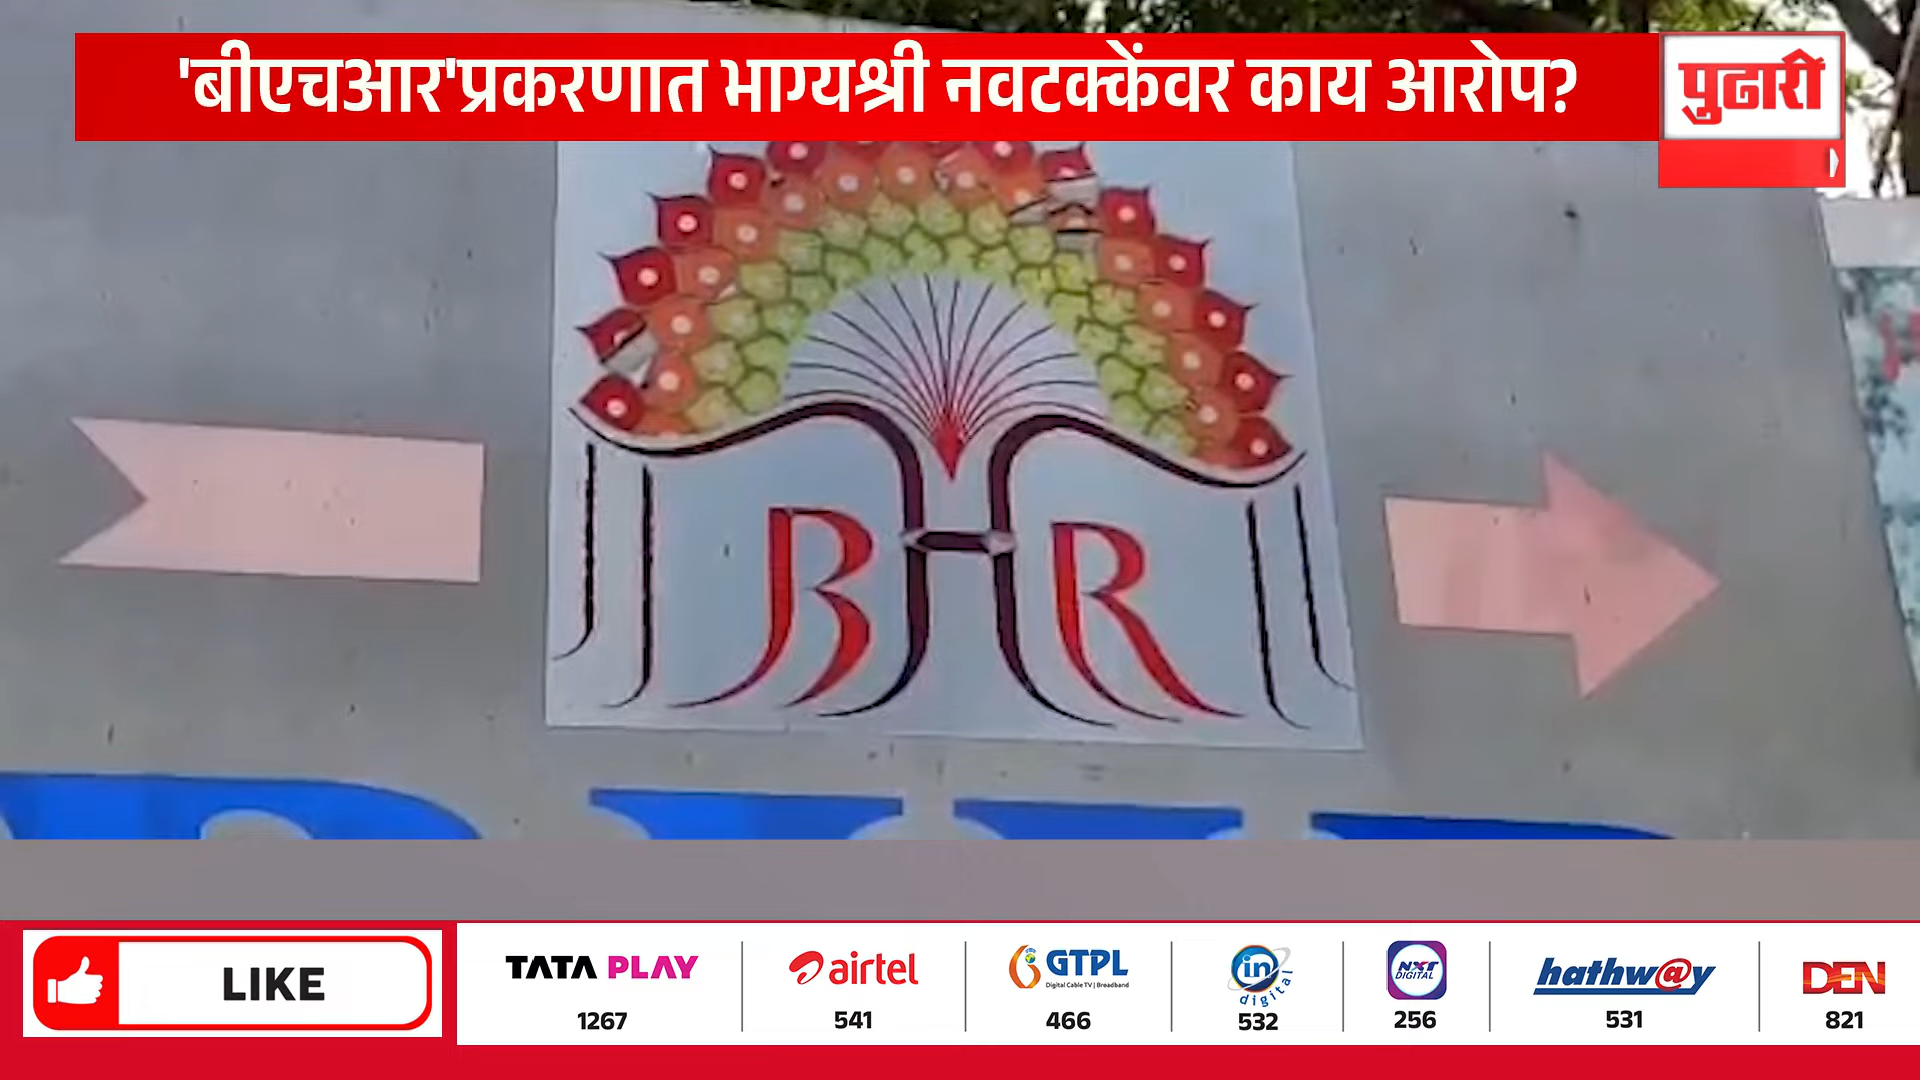 'बीएचआर'प्रकरणात भाग्यश्री नवटक्केंवर काय आरोप?
पुढारी
BHR
LIKE
TATA PLAY
1267
airtel
541
GTPL
Digital Cable TV | Broadband
466
in digital
532
NXT DIGITAL
256
hathw@y
531
DEN
821